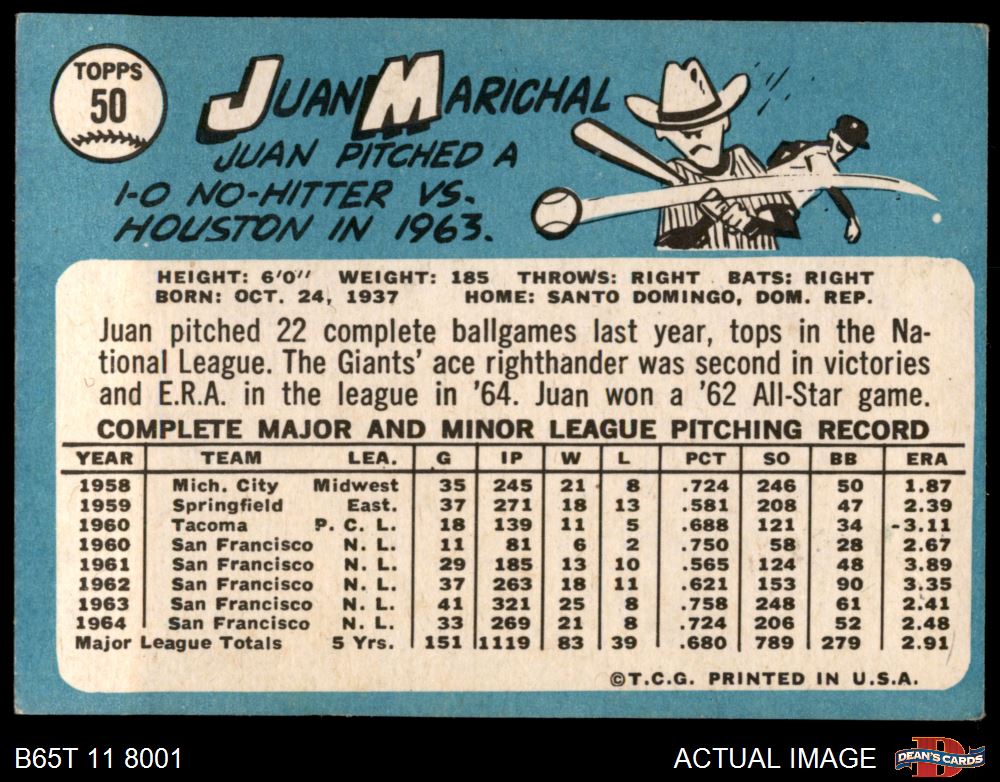 TOPPS
50
JUAN MARICHAL
JUAN PITCHED A
1-0 NO-HITTER VS.
HOUSTON IN 1963.
HEIGHT: 6'0" WEIGHT: 185 THROWS: RIGHT BATS: RIGHT
BORN: OCT. 24, 1937 HOME: SANTO DOMINGO, DOM. REP.
Juan pitched 22 complete ballgames last year, tops in the Na-
tional League. The Giants' ace righthander was second in victories
and E.R.A. in the league in '64. Juan won a '62 All-Star game.
COMPLETE MAJOR AND MINOR LEAGUE PITCHING RECORD
YEAR TEAM LEA. G IP W L PCT SO BB ERA
1958 Mich. City Midwest 35 245 21 8 .724 246 50 1.87
1959 Springfield East. 37 271 18 13 .581 208 47 2.39
1960 Tacoma P. C. L. 18 139 11 5 .688 121 34 3.11
1960 San Francisco N. L. 11 81 6 2 .750 58 28 2.67
1961 San Francisco N. L. 29 185 13 10 .565 124 48 3.89
1962 San Francisco N. L. 37 263 18 11 .621 153 90 3.35
1963 San Francisco N. L. 41 321 25 8 .758 248 61 2.41
1964 San Francisco N. L. 33 269 21 8 .724 206 52 2.48
Major League Totals 5 Yrs. 151 1119 83 39 .680 789 279 2.91
©T.C.G. PRINTED IN U.S.A.
B65T 11 8001 ACTUAL IMAGE D DEAN'S CARDS